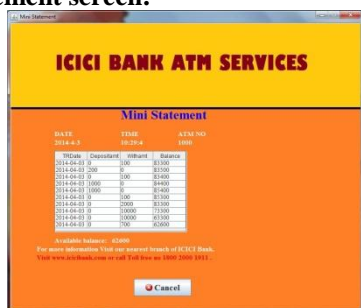 ement screen.
Mini Statement
ICICI BANK ATM SERVICES
Mini Statement
DATE TIME ATM NO
2014-4-3 10:29:4 1000
TRDate Depositamt Withamt Balance
2014-04-03 0 100 83300
2014-04-03 200 0 83500
2014-04-03 0 100 83400
2014-04-03 1000 0 84400
2014-04-03 1000 0 85400
2014-04-03 0 100 85300
2014-04-03 0 2000 83300
2014-04-03 0 10000 73300
2014-04-03 0 10000 63300
2014-04-03 0 700 62600
Available balance: 62600
For more information Visit our nearest branch of ICICI Bank.
Visit www.icicibank.com or call Toll free no 1800 2000 1911 .
Cancel